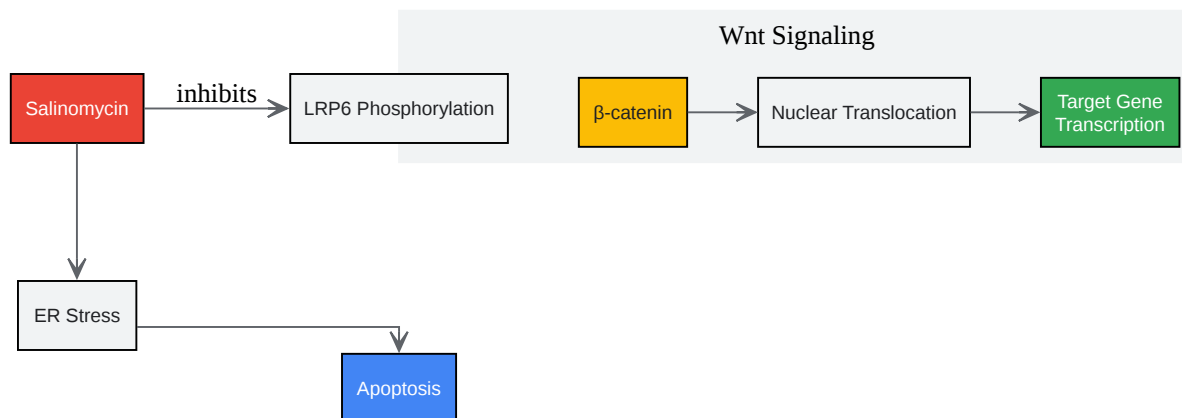 Wnt Signaling
Salinomycin
inhibits
LRP6 Phosphorylation
β-catenin
Nuclear Translocation
Target Gene
Transcription
ER Stress
Apoptosis